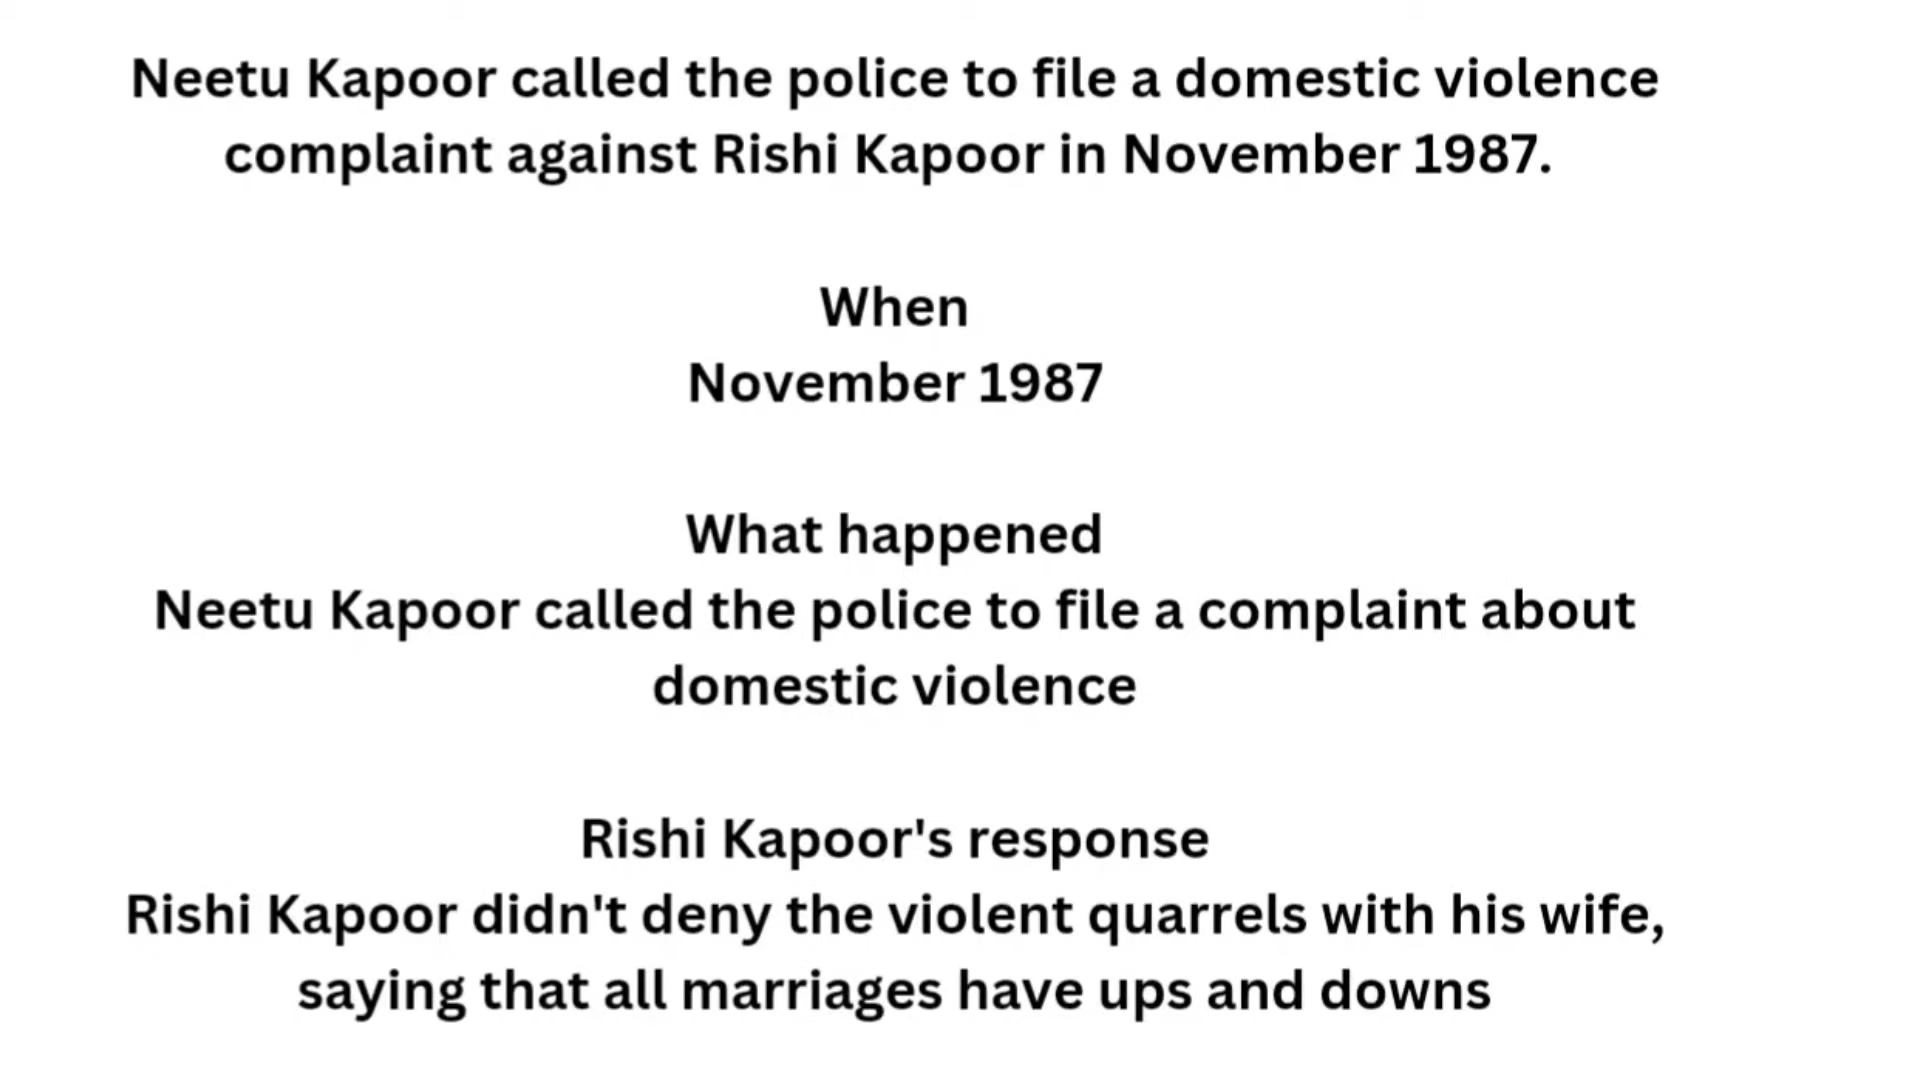 Neetu Kapoor called the police to file a domestic violence
complaint against Rishi Kapoor in November 1987.
When
November 1987
What happened
Neetu Kapoor called the police to file a complaint about
domestic violence
Rishi Kapoor's response
Rishi Kapoor didn't deny the violent quarrels with his wife,
saying that all marriages have ups and downs